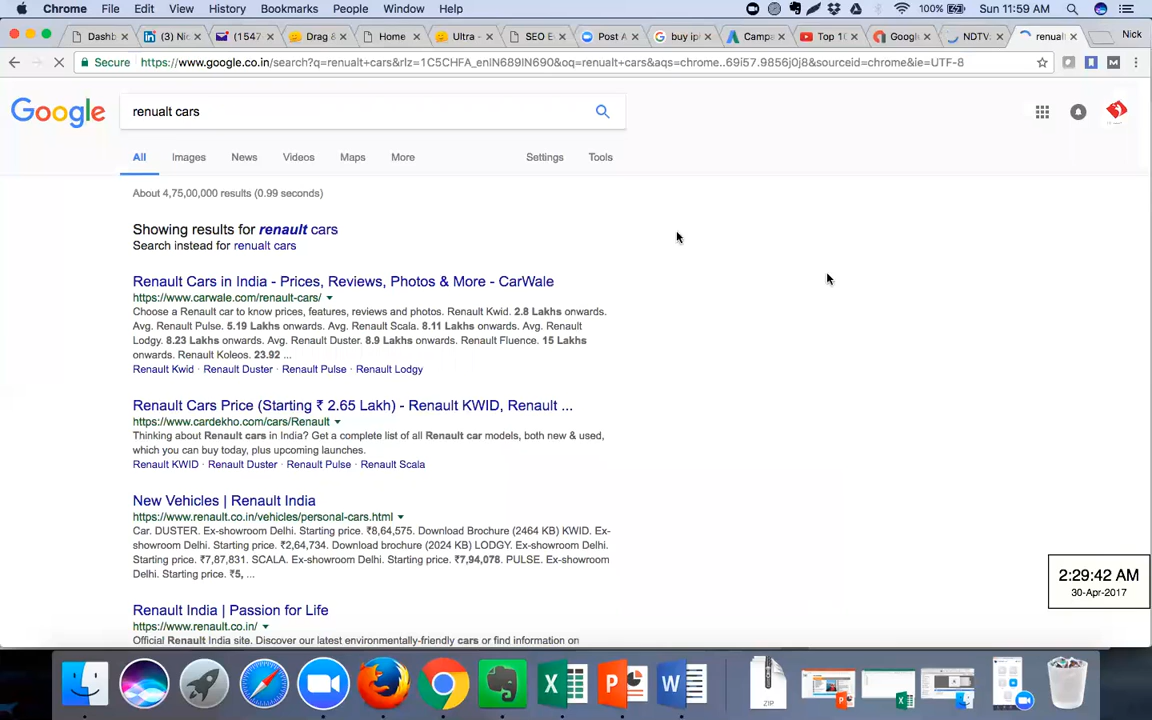 Chrome File Edit View History Bookmarks People Window Help 100% Sun 11:59 AM
Dashb LinkedIn (3) Nic (1547 Drag & Home Ultra - SEO E Post A buy ip Campa Top 10 Google NDTV: renual Nick
Secure https://www.google.co.in/search?q=renualt+cars&rlz=1C5CHFA_enIN689IN690&oq=renualt+cars&aqs=chrome..69i57.9856j0j8&sourceid=chrome&ie=UTF-8
Google renualt cars
All Images News Videos Maps More Settings Tools
About 4,75,00,000 results (0.99 seconds)
Showing results for renault cars
Search instead for renualt cars
Renault Cars in India - Prices, Reviews, Photos & More - CarWale
https://www.carwale.com/renault-cars/
Choose a Renault car to know prices, features, reviews and photos. Renault Kwid. 2.8 Lakhs onwards.
Avg. Renault Pulse. 5.19 Lakhs onwards. Avg. Renault Scala. 8.11 Lakhs onwards. Avg. Renault
Lodgy. 8.23 Lakhs onwards. Avg. Renault Duster. 8.9 Lakhs onwards. Renault Fluence. 15 Lakhs
onwards. Renault Koleos. 23.92 ...
Renault Kwid · Renault Duster · Renault Pulse · Renault Lodgy
Renault Cars Price (Starting ₹ 2.65 Lakh) - Renault KWID, Renault ...
https://www.cardekho.com/cars/Renault
Thinking about Renault cars in India? Get a complete list of all Renault car models, both new & used,
which you can buy today, plus upcoming launches.
Renault KWID · Renault Duster · Renault Pulse · Renault Scala
New Vehicles | Renault India
https://www.renault.co.in/vehicles/personal-cars.html
Car. DUSTER. Ex-showroom Delhi. Starting price. ₹8,64,575. Download Brochure (2464 KB) KWID. Ex-
showroom Delhi. Starting price. ₹2,64,734. Download brochure (2024 KB) LODGY. Ex-showroom Delhi.
Starting price. ₹7,87,831. SCALA. Ex-showroom Delhi. Starting price. ₹7,94,078. PULSE. Ex-showroom
Delhi. Starting price. ₹5, ...
2:29:42 AM
30-Apr-2017
Renault India | Passion for Life
https://www.renault.co.in/
Official Renault India site. Discover our latest environmentally-friendly cars or find information on
ZIP